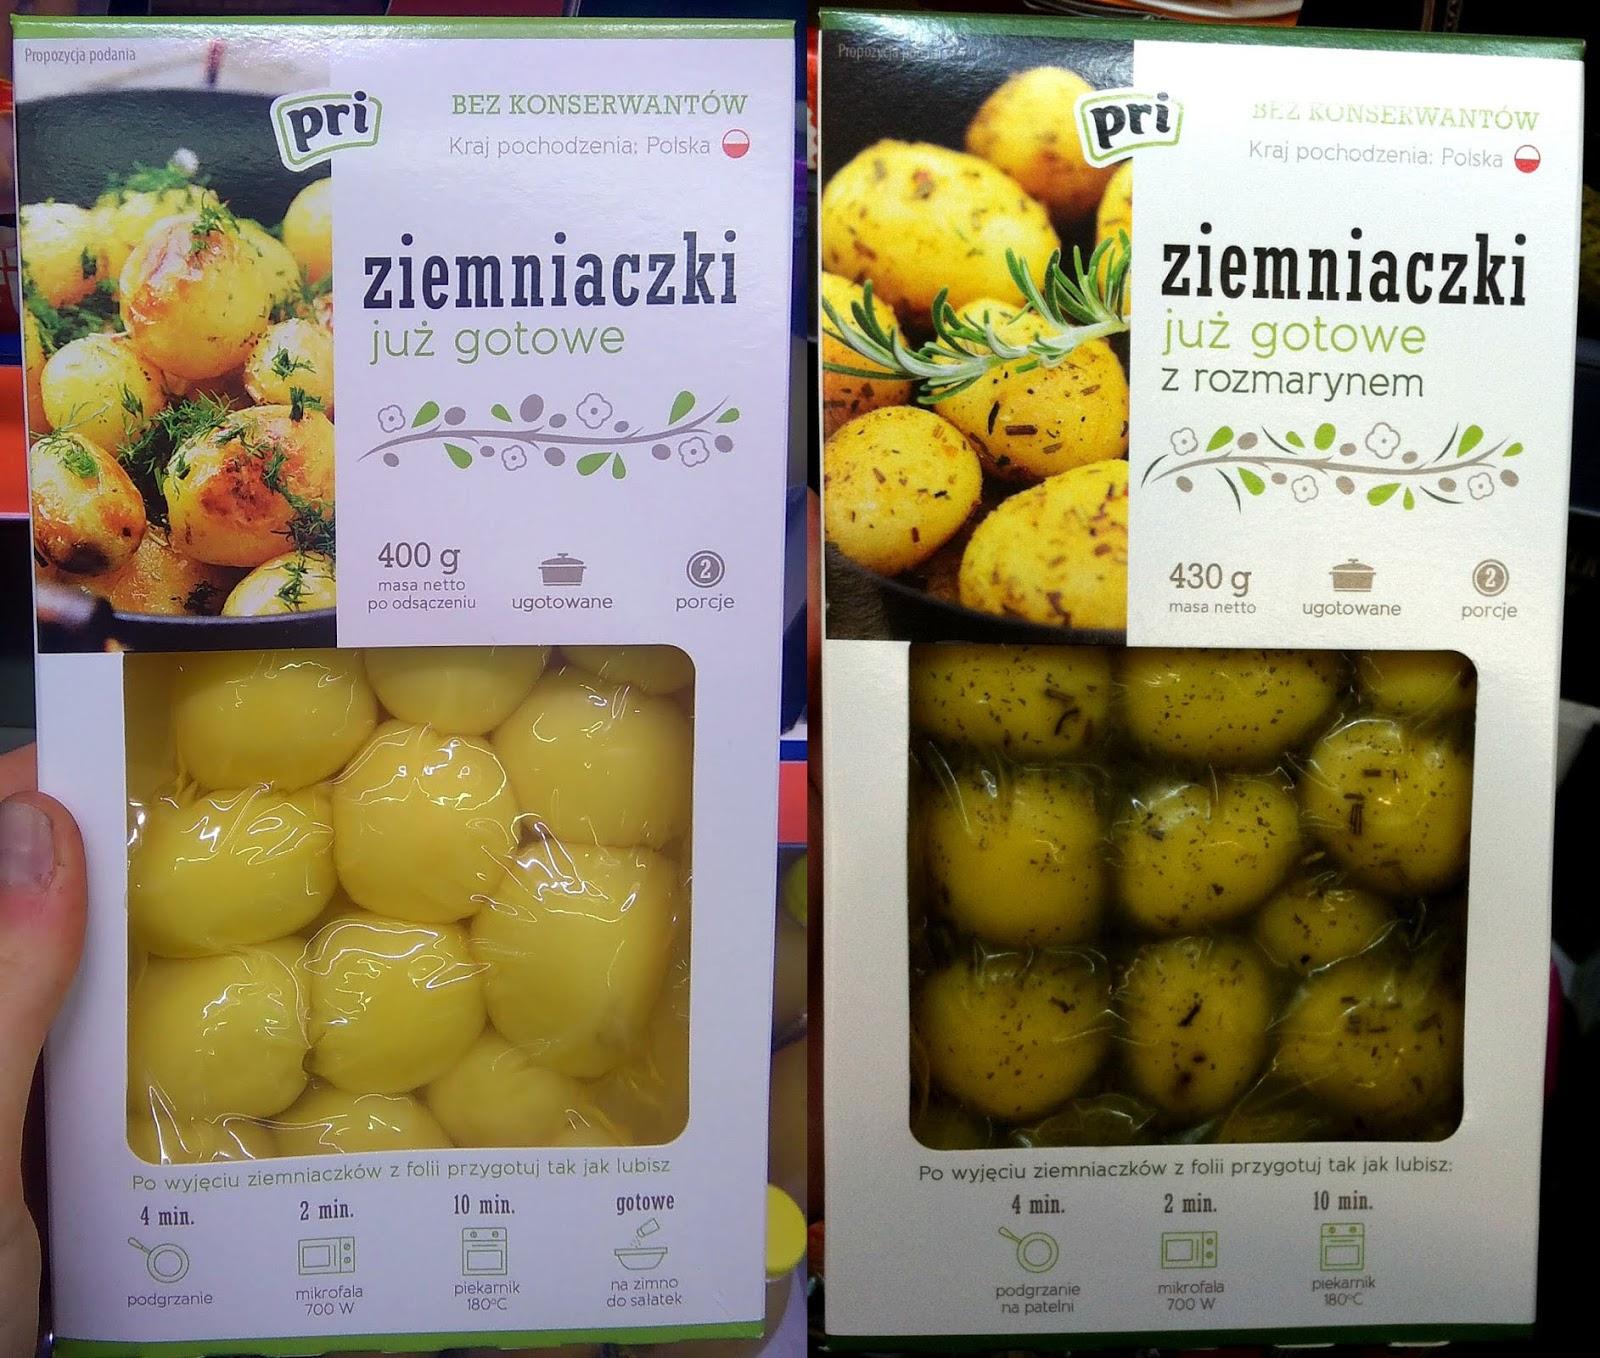 Propozycja podania
pri
BEZ KONSERWANTÓW
Kraj pochodzenia: Polska
ziemniaczki
już gotowe
400 g
masa netto
po odsączeniu
ugotowane
2
porcje
Po wyjęciu ziemniaczków z folii przygotuj tak jak lubisz
4 min.
podgrzanie
2 min.
mikrofala
700 W
10 min.
piekarnik
180°C
gotowe
na zimno
do sałatek
Propozycja podania
pri
BEZ KONSERWANTÓW
Kraj pochodzenia: Polska
ziemniaczki
już gotowe
z rozmarynem
430 g
masa netto
ugotowane
2
porcje
Po wyjęciu ziemniaczków z folii przygotuj tak jak lubisz:
4 min.
podgrzanie
na patelni
2 min.
mikrofala
700 W
10 min.
piekarnik
180°C